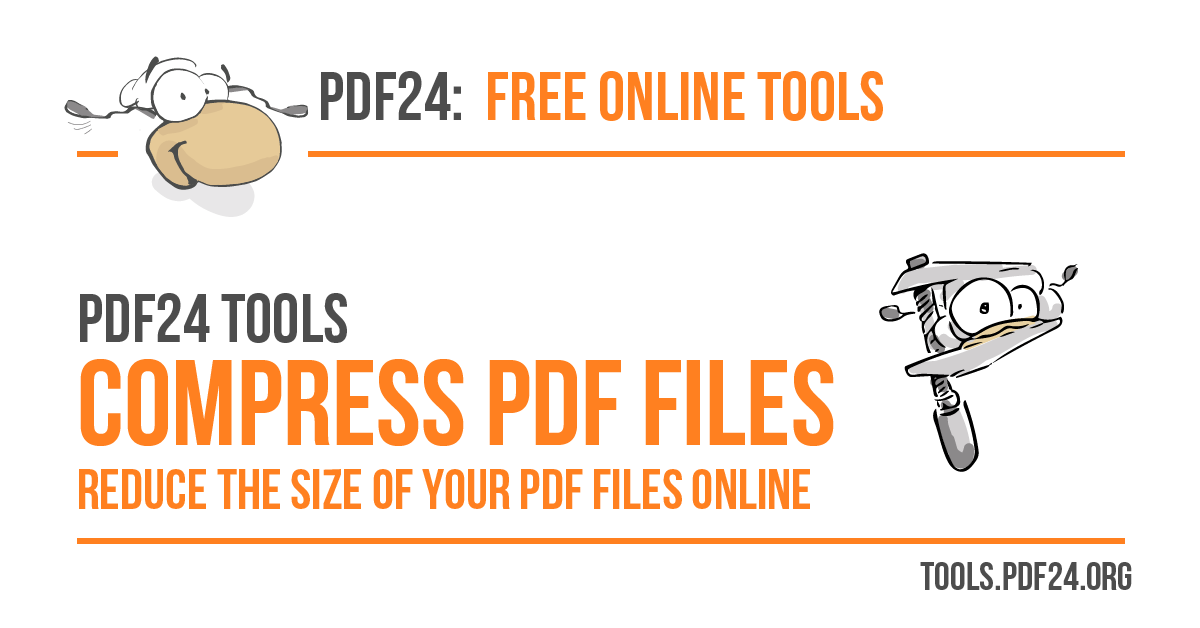 PDF24: FREE ONLINE TOOLS
PDF24 TOOLS
COMPRESS PDF FILES
REDUCE THE SIZE OF YOUR PDF FILES ONLINE
TOOLS.PDF24.ORG